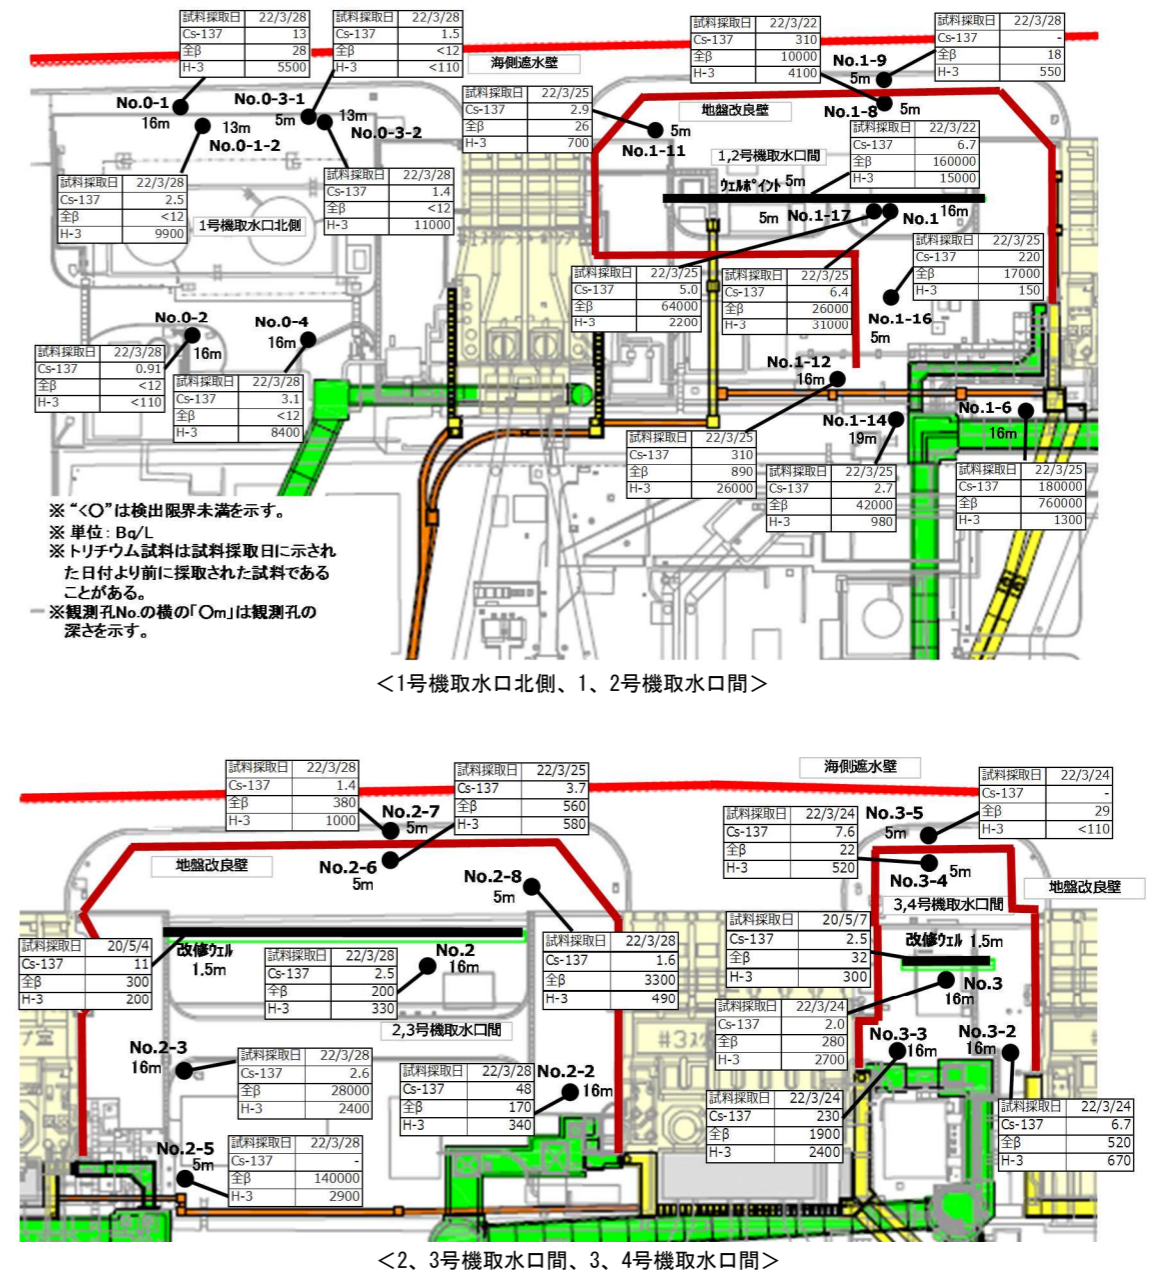 試料採取日 22/3/28
Cs-137 13
全β 28
H-3 5500
試料採取日 22/3/28
Cs-137 1.5
全β <12
H-3 <110
海側遮水壁
試料採取日 22/3/22
Cs-137 310
全β 10000
H-3 4100
試料採取日 22/3/28
Cs-137 -
全β 18
H-3 550
No.0-1
16m
No.0-3-1
5m
13m
No.0-3-2
13m
No.0-1-2
試料採取日 22/3/25
Cs-137 2.9
全β 26
H-3 700
5m
No.1-11
No.1-9
5m
地盤改良壁
No.1-8
5m
試料採取日 22/3/22
Cs-137 6.7
全β 160000
H-3 15000
1,2号機取水口間
ウェルポイント 5m
試料採取日 22/3/28
Cs-137 2.5
全β <12
H-3 9900
1号機取水口北側
試料採取日 22/3/28
Cs-137 1.4
全β <12
H-3 11000
5m
No.1-17
No.1
16m
試料採取日 22/3/25
Cs-137 220
全β 17000
H-3 150
試料採取日 22/3/25
Cs-137 5.0
全β 64000
H-3 2200
試料採取日 22/3/25
Cs-137 6.4
全β 26000
H-3 31000
No.1-16
5m
No.0-2
16m
No.0-4
16m
試料採取日 22/3/28
Cs-137 0.91
全β <12
H-3 <110
試料採取日 22/3/28
Cs-137 3.1
全β <12
H-3 8400
No.1-12
16m
No.1-14
19m
No.1-6
16m
試料採取日 22/3/25
Cs-137 310
全β 890
H-3 26000
試料採取日 22/3/25
Cs-137 2.7
全β 42000
H-3 980
試料採取日 22/3/25
Cs-137 180000
全β 760000
H-3 1300
※ “<〇”は検出限界未満を示す。
※ 単位：Bq/L
※トリチウム試料は試料採取日に示され
た日付より前に採取された試料である
ことがある。
※観測孔No.の横の「〇m」は観測孔の
深さを示す。
＜1号機取水口北側、1、2号機取水口間＞
海側遮水壁
試料採取日 22/3/28
Cs-137 1.4
全β 380
H-3 1000
試料採取日 22/3/25
Cs-137 3.7
全β 560
H-3 580
試料採取日 22/3/24
Cs-137 -
全β 29
H-3 <110
試料採取日 22/3/24
Cs-137 7.6
全β 22
H-3 520
No.2-7
5m
No.3-5
5m
地盤改良壁
No.2-6
5m
No.2-8
5m
No.3-4
5m
地盤改良壁
3,4号機取水口間
試料採取日 20/5/4
Cs-137 11
全β 300
H-3 200
改修ウェル
1.5m
試料採取日 22/3/28
Cs-137 2.5
全β 200
H-3 330
No.2
16m
試料採取日 22/3/28
Cs-137 1.6
全β 3300
H-3 490
試料採取日 20/5/7
Cs-137 2.5
全β 32
H-3 300
改修ウェル 1.5m
No.3
16m
2,3号機取水口間
試料採取日 22/3/24
Cs-137 2.0
全β 280
H-3 2700
No.2-3
16m
試料採取日 22/3/28
Cs-137 2.6
全β 28000
H-3 2400
試料採取日 22/3/28
Cs-137 48
全β 170
H-3 340
No.2-2
16m
No.3-3
16m
No.3-2
16m
試料採取日 22/3/24
Cs-137 230
全β 1900
H-3 2400
試料採取日 22/3/24
Cs-137 6.7
全β 520
H-3 670
No.2-5
5m
試料採取日 22/3/28
Cs-137 -
全β 140000
H-3 2900
＜2、3号機取水口間、3、4号機取水口間＞